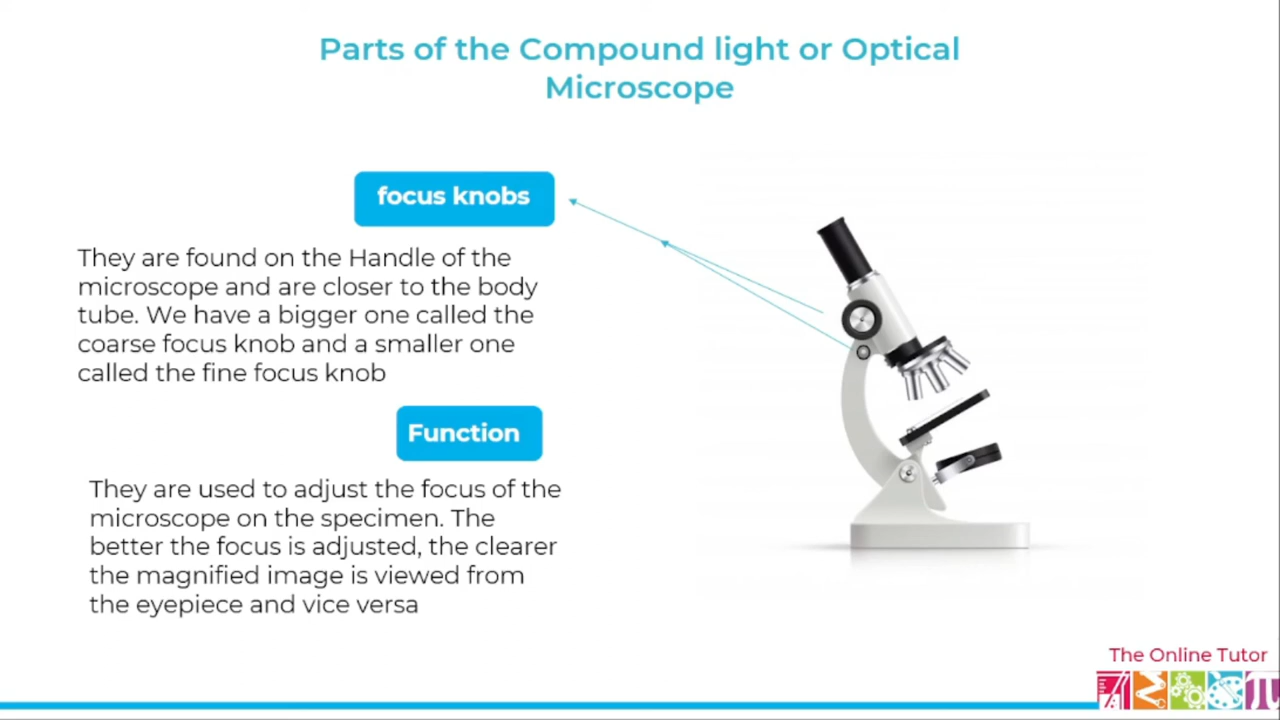 Parts of the Compound light or Optical
Microscope
focus knobs
They are found on the Handle of the
microscope and are closer to the body
tube. We have a bigger one called the
coarse focus knob and a smaller one
called the fine focus knob
Function
They are used to adjust the focus of the
microscope on the specimen. The
better the focus is adjusted, the clearer
the magnified image is viewed from
the eyepiece and vice versa
The Online Tutor